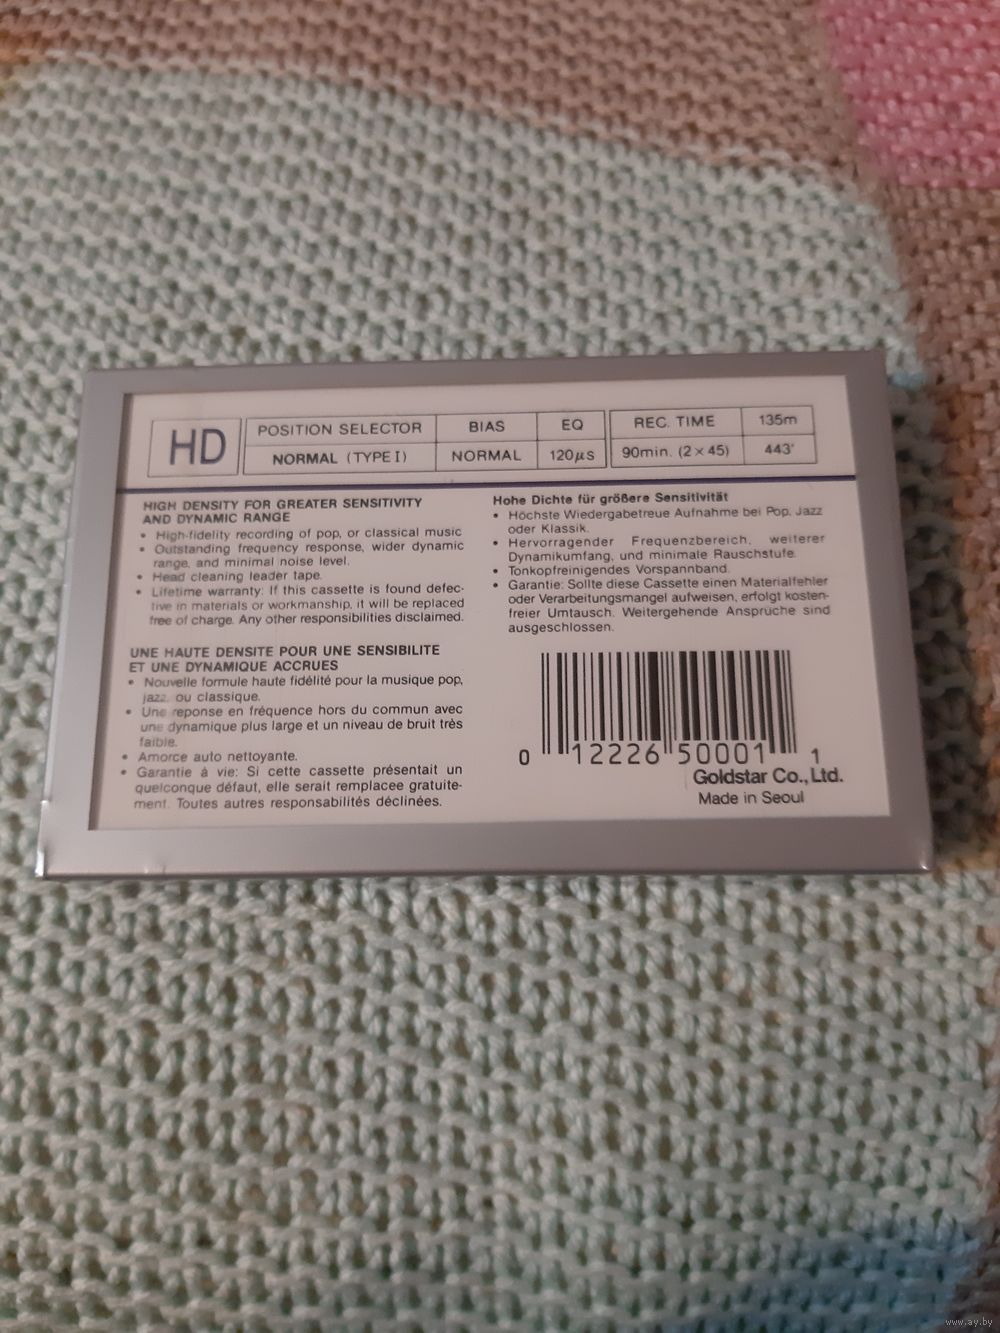 HD
POSITION SELECTOR BIAS EQ REC. TIME 135m
NORMAL (TYPE I) NORMAL 120µs 90min. (2×45) 443'
HIGH DENSITY FOR GREATER SENSITIVITY
AND DYNAMIC RANGE
• High-fidelity recording of pop, or classical music
• Outstanding frequency response, wider dynamic
range, and minimal noise level.
• Head cleaning leader tape.
• Lifetime warranty: If this cassette is found defec-
tive in materials or workmanship, it will be replaced
free of charge. Any other responsibilities disclaimed.
UNE HAUTE DENSITE POUR UNE SENSIBILITE
ET UNE DYNAMIQUE ACCRUES
• Nouvelle formule haute fidélité pour la musique pop,
jazz, ou classique.
• Une reponse en fréquence hors du commun avec
une dynamique plus large et un niveau de bruit très
faible.
• Amorce auto nettoyante.
• Garantie à vie: Si cette cassette présentait un
quelconque défaut, elle serait remplacee gratuite-
ment. Toutes autres responsabilités déclinées.
Hohe Dichte für größere Sensitivität
• Höchste Wiedergabetreue Aufnahme bei Pop, Jazz
oder Klassik.
• Hervorragender Frequenzbereich, weiterer
Dynamikumfang, und minimale Rauschstufe.
• Tonkopfreinigendes Vorspannband.
• Garantie: Sollte diese Cassette einen Materialfehler
oder Verarbeitungsmangel aufweisen, erfolgt kosten-
freier Umtausch. Weitergehende Ansprüche sind
ausgeschlossen.
0 12226 50001 1
Goldstar Co., Ltd.
Made in Seoul
www.ay.by